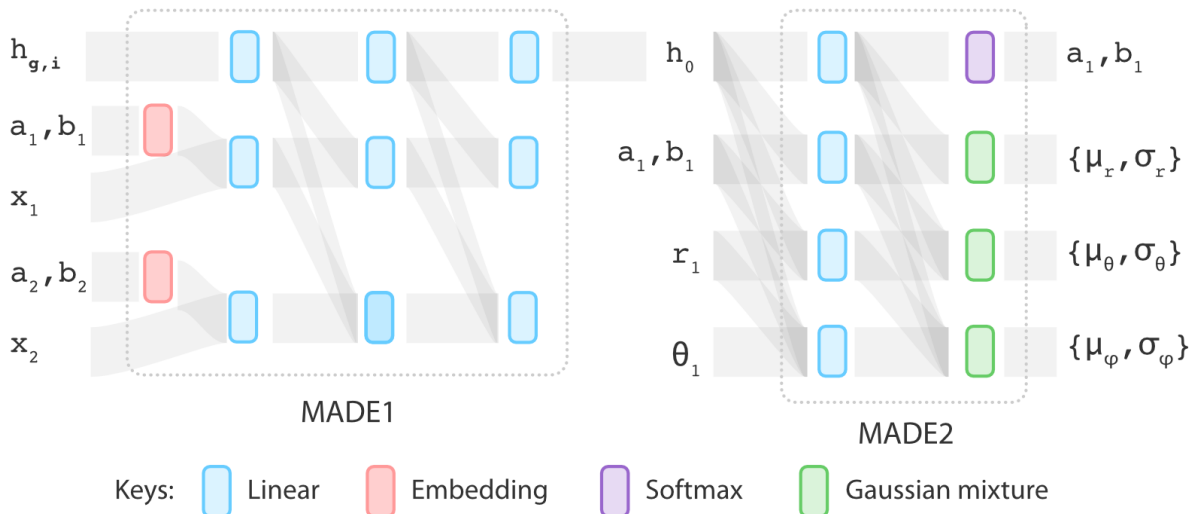 h_g,i
a_1,b_1
x_1
a_2,b_2
x_2
MADE1
h_0
a_1,b_1
r_1
θ_1
a_1,b_1
{μ_r,σ_r}
{μ_θ,σ_θ}
{μ_φ,σ_φ}
MADE2
Keys: Linear Embedding Softmax Gaussian mixture